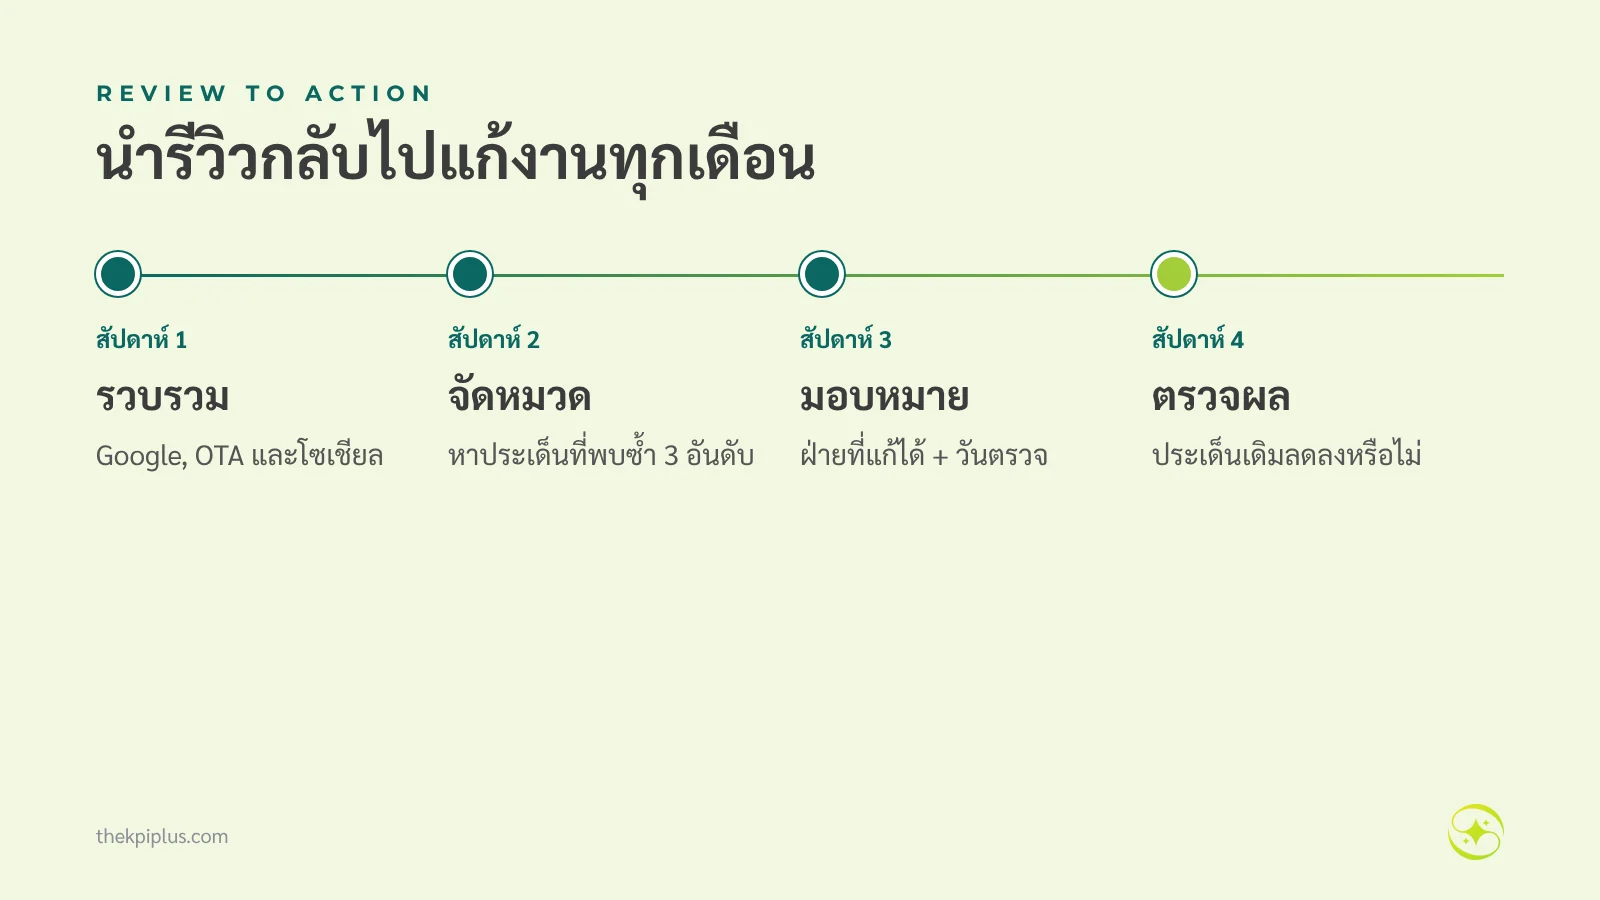 REVIEW TO ACTION
นำรีวิวกลับไปแก้งานทุกเดือน
สัปดาห์ 1
รวบรวม
Google, OTA และโซเชียล
สัปดาห์ 2
จัดหมวด
หาประเด็นที่พบซ้ำ 3 อันดับ
สัปดาห์ 3
มอบหมาย
ฝ่ายที่แก้ได้ + วันตรวจ
สัปดาห์ 4
ตรวจผล
ประเด็นเดิมลดลงหรือไม่
thekpiplus.com